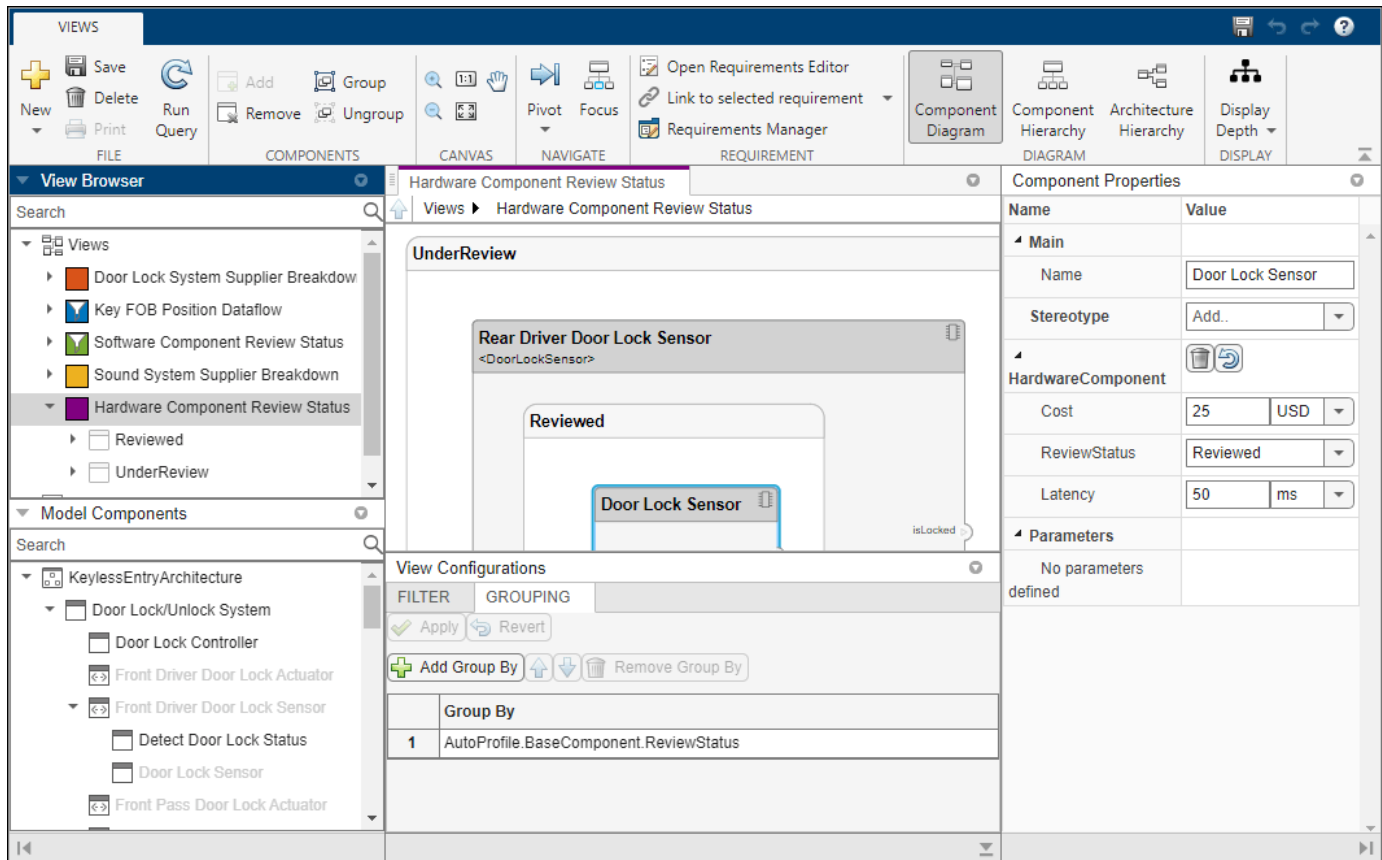 VIEWS
New
Save
Delete
Print
Run
Query
FILE
Add
Remove
Group
Ungroup
COMPONENTS
1:1
CANVAS
Pivot
Focus
NAVIGATE
Open Requirements Editor
Link to selected requirement
Requirements Manager
REQUIREMENT
Component
Diagram
Component
Hierarchy
Architecture
Hierarchy
DIAGRAM
Display
Depth
DISPLAY
View Browser
Search
Views
Door Lock System Supplier Breakdow
Key FOB Position Dataflow
Software Component Review Status
Sound System Supplier Breakdown
Hardware Component Review Status
Reviewed
UnderReview
Model Components
Search
KeylessEntryArchitecture
Door Lock/Unlock System
Door Lock Controller
Front Driver Door Lock Actuator
Front Driver Door Lock Sensor
Detect Door Lock Status
Door Lock Sensor
Front Pass Door Lock Actuator
Hardware Component Review Status
Views Hardware Component Review Status
UnderReview
Rear Driver Door Lock Sensor
<DoorLockSensor>
Reviewed
Door Lock Sensor
isLocked
View Configurations
FILTER GROUPING
Apply Revert
Add Group By Remove Group By
Group By
1 AutoProfile.BaseComponent.ReviewStatus
Component Properties
Name Value
Main
Name Door Lock Sensor
Stereotype Add..
HardwareComponent
Cost 25 USD
ReviewStatus Reviewed
Latency 50 ms
Parameters
No parameters
defined